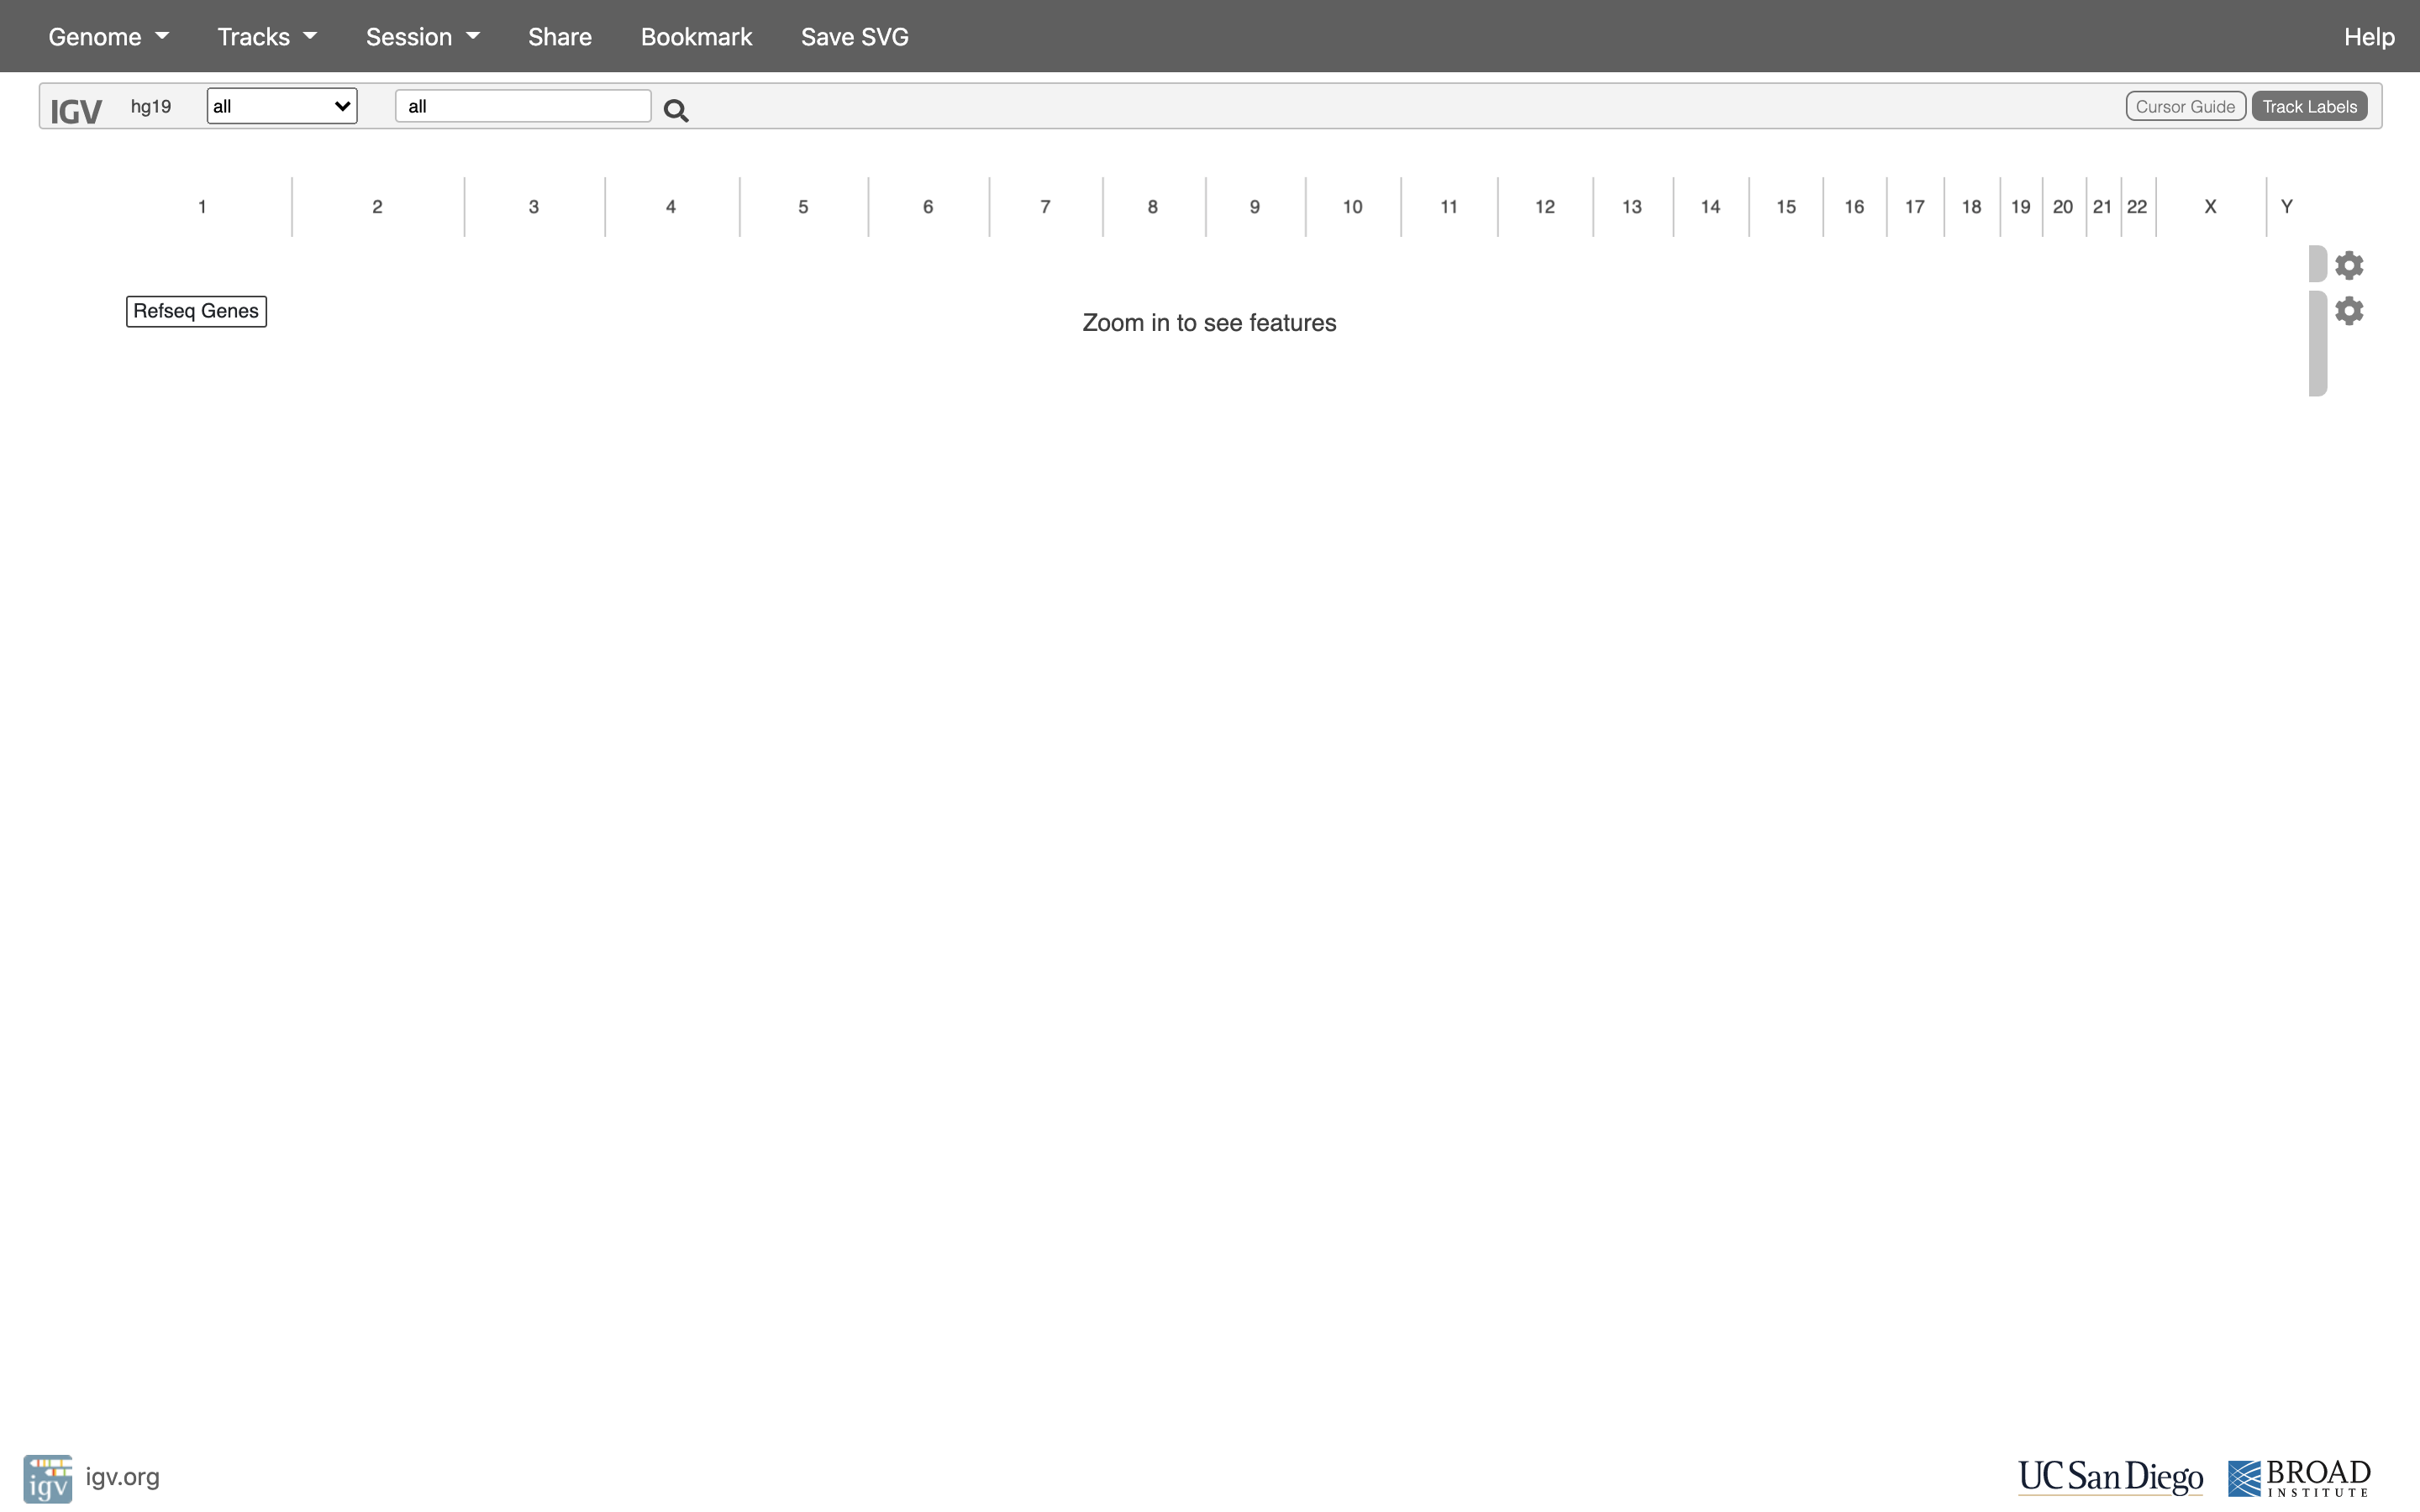 Genome Tracks Session Share Bookmark Save SVG Help
IGV hg19 all all Cursor Guide Track Labels
1 2 3 4 5 6 7 8 9 10 11 12 13 14 15 16 17 18 19 20 21 22 X Y
Refseq Genes
Zoom in to see features
igv igv.org UC San Diego BROAD
INSTITUTE